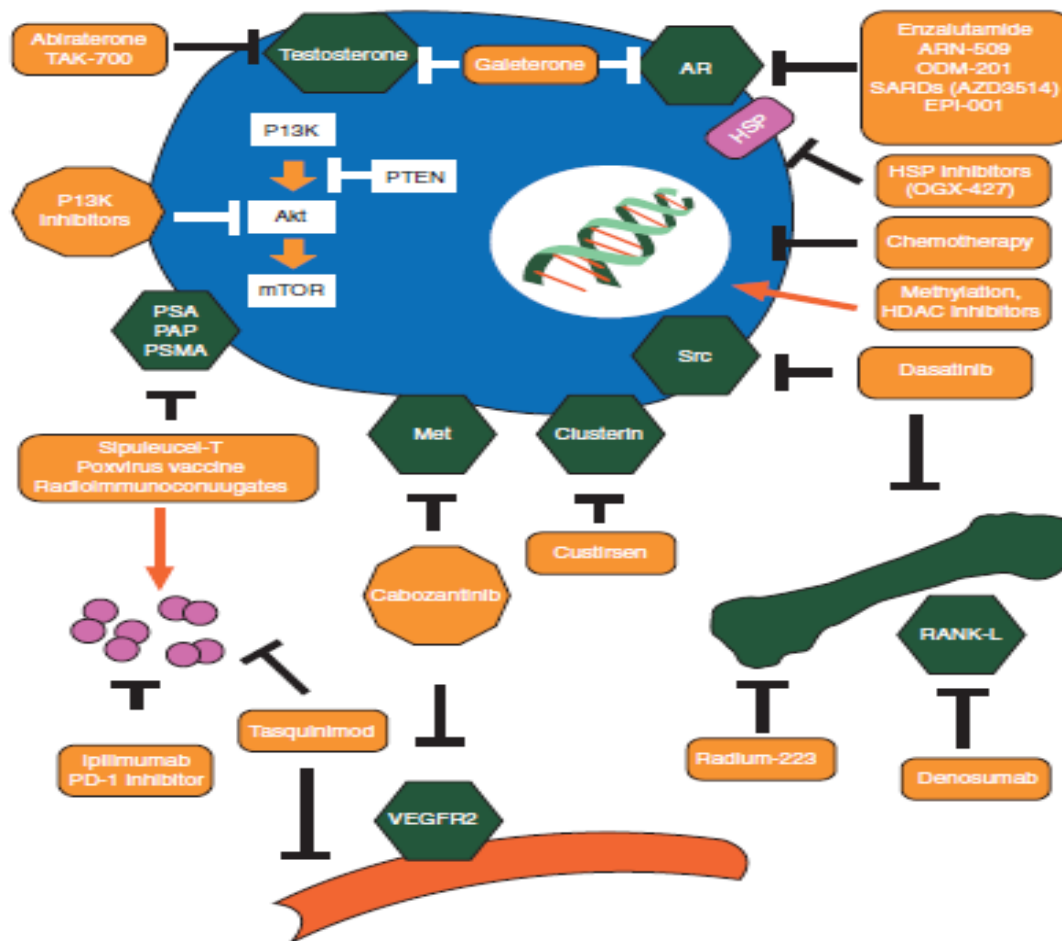 Abiraterone
TAK-700
Testosterone
Galeterone
AR
Enzalutamide
ARN-509
ODM-201
SARDs (AZD3514)
EPI-001
HSP
P13K
PTEN
Akt
mTOR
P13K
Inhibitors
HSP Inhibitors
(OGX-427)
Chemotherapy
Methylation,
HDAC Inhibitors
PSA
PAP
PSMA
Src
Dasatinib
Met
Clusterin
Sipuleucel-T
Poxvirus vaccine
Radioimmunoconuugates
Custirsen
Cabozantinib
RANK-L
Tasquinimod
Ipilimumab
PD-1 Inhibitor
Radium-223
Denosumab
VEGFR2